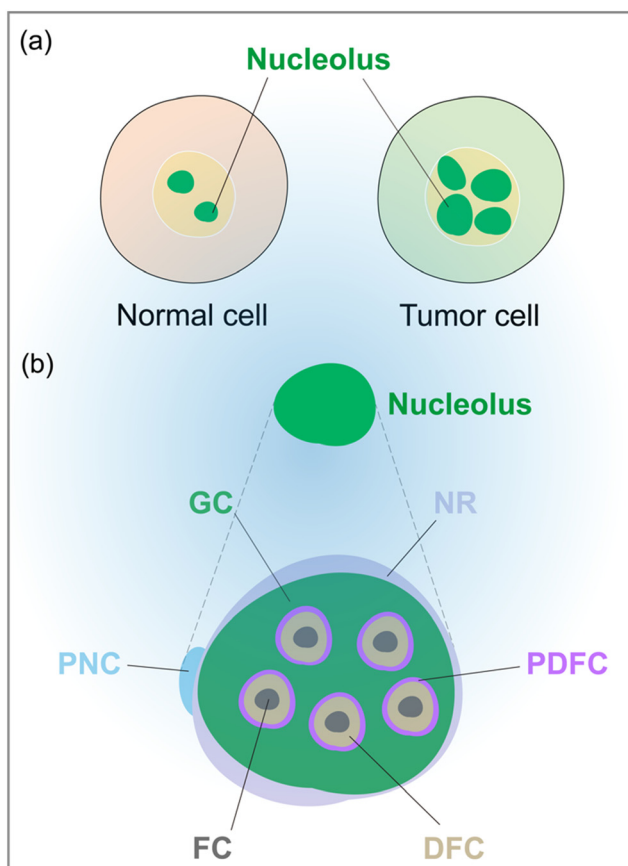 (a)
Nucleolus
Normal cell
Tumor cell
(b)
Nucleolus
GC
NR
PNC
PDFC
FC
DFC